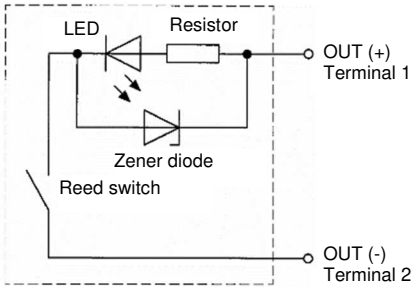 LED
Resistor
OUT (+)
Terminal 1
Zener diode
Reed switch
OUT (-)
Terminal 2